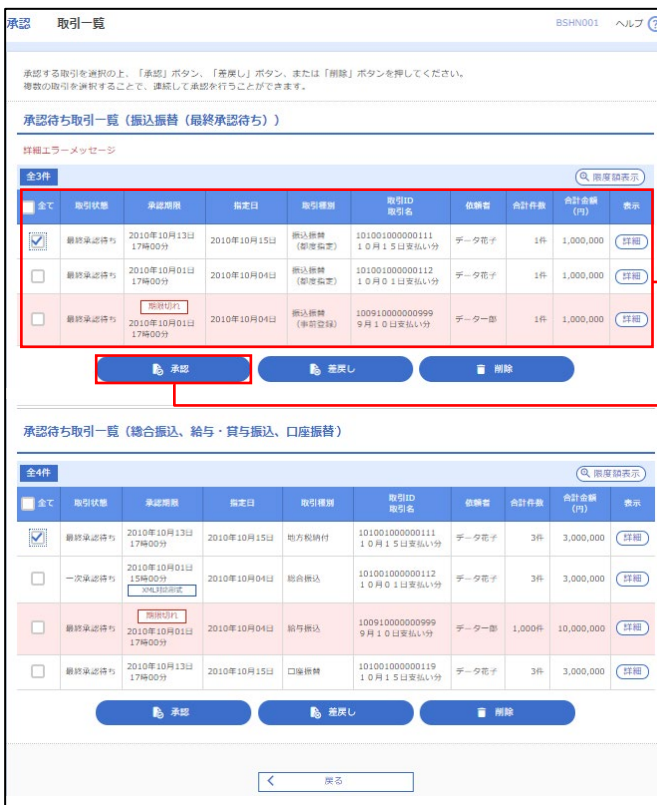 承認 取引一覧 BSHN001 ヘルプ
承認する取引を選択の上、「承認」ボタン、「差戻し」ボタン、または「削除」ボタンを押してください。
複数の取引を選択することで、連続して承認を行うことができます。
承認待ち取引一覧（振込振替（最終承認待ち））
詳細エラーメッセージ
全3件 限度額表示
全て 取引状態 承認期限 指定日 取引種別 取引ID 取引名 依頼者 合計件数 合計金額(円) 表示
最終承認待ち 2010年10月13日 17時00分 2010年10月15日 振込振替（都度指定） 101001000000111 10月15日支払い分 データ花子 1件 1,000,000 詳細
最終承認待ち 2010年10月01日 17時00分 2010年10月04日 振込振替（都度指定） 101001000000112 10月01日支払い分 データ花子 1件 1,000,000 詳細
最終承認待ち 期限切れ 2010年10月01日 17時00分 2010年10月04日 振込振替（事前登録） 100910000000999 9月10日支払い分 データ一郎 1件 1,000,000 詳細
承認 差戻し 削除
承認待ち取引一覧（総合振込、給与・賞与振込、口座振替）
全4件 限度額表示
全て 取引状態 承認期限 指定日 取引種別 取引ID 取引名 依頼者 合計件数 合計金額(円) 表示
最終承認待ち 2010年10月13日 17時00分 2010年10月15日 地方税納付 101001000000111 10月15日支払い分 データ花子 3件 3,000,000 詳細
一次承認待ち 2010年10月01日 15時00分 XML対応形式 2010年10月04日 総合振込 101001000000112 10月01日支払い分 データ花子 3件 3,000,000 詳細
最終承認待ち 期限切れ 2010年10月01日 17時00分 2010年10月04日 給与振込 100910000000999 9月10日支払い分 データ一郎 1,000件 10,000,000 詳細
最終承認待ち 2010年10月13日 17時00分 2010年10月15日 口座振替 101001000000119 10月15日支払い分 データ花子 3件 3,000,000 詳細
承認 差戻し 削除
戻る